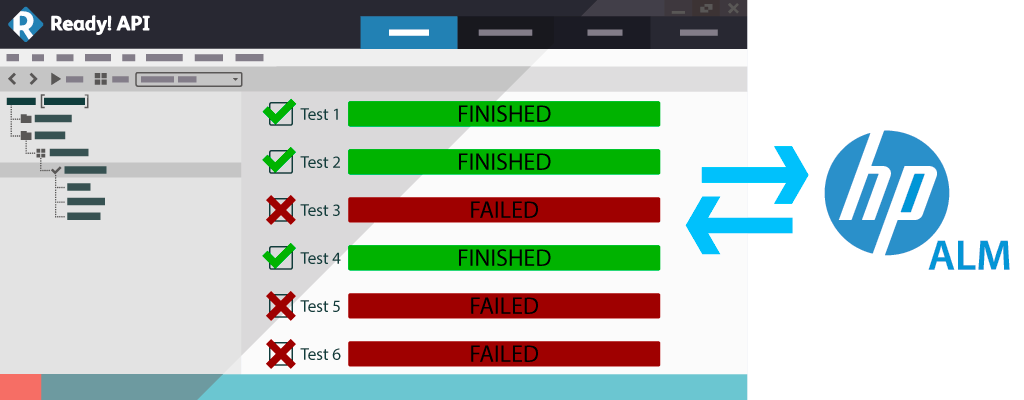 Ready! API
Test 1 FINISHED
Test 2 FINISHED
Test 3 FAILED
Test 4 FINISHED
Test 5 FAILED
Test 6 FAILED
hp
ALM